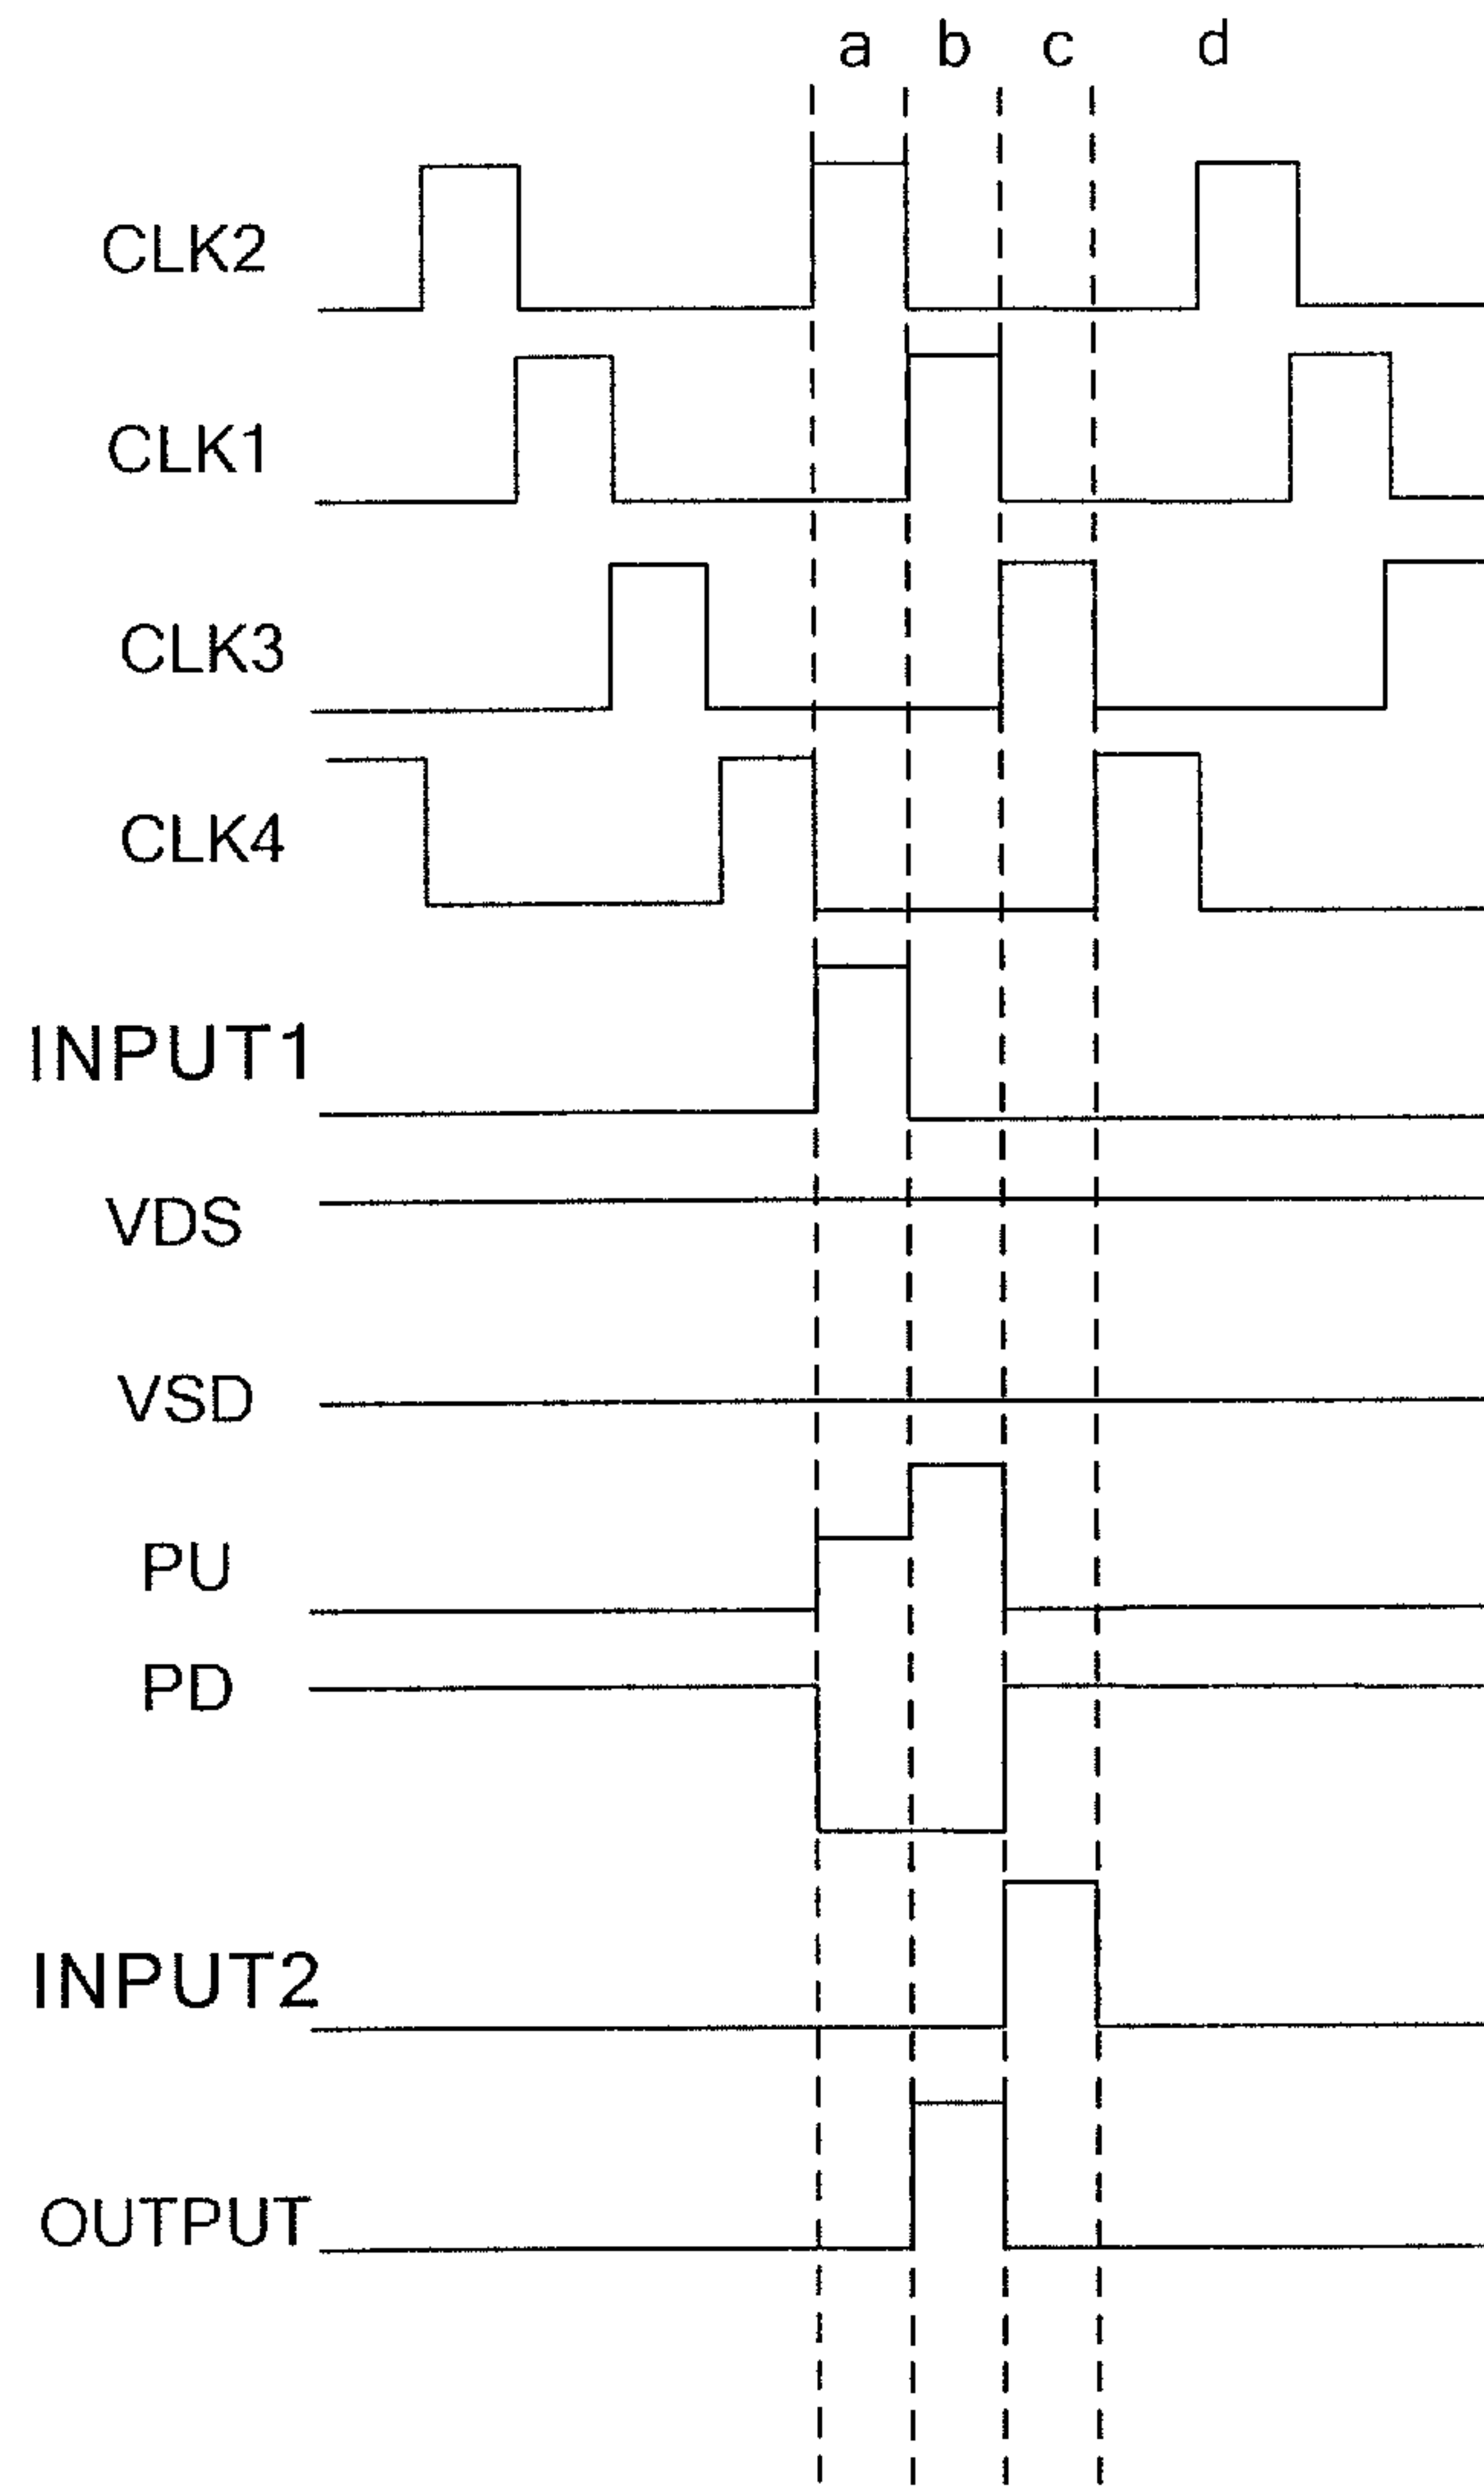 a b c d
CLK2
CLK1
CLK3
CLK4
INPUT1
VDS
VSD
PU
PD
INPUT2
OUTPUT